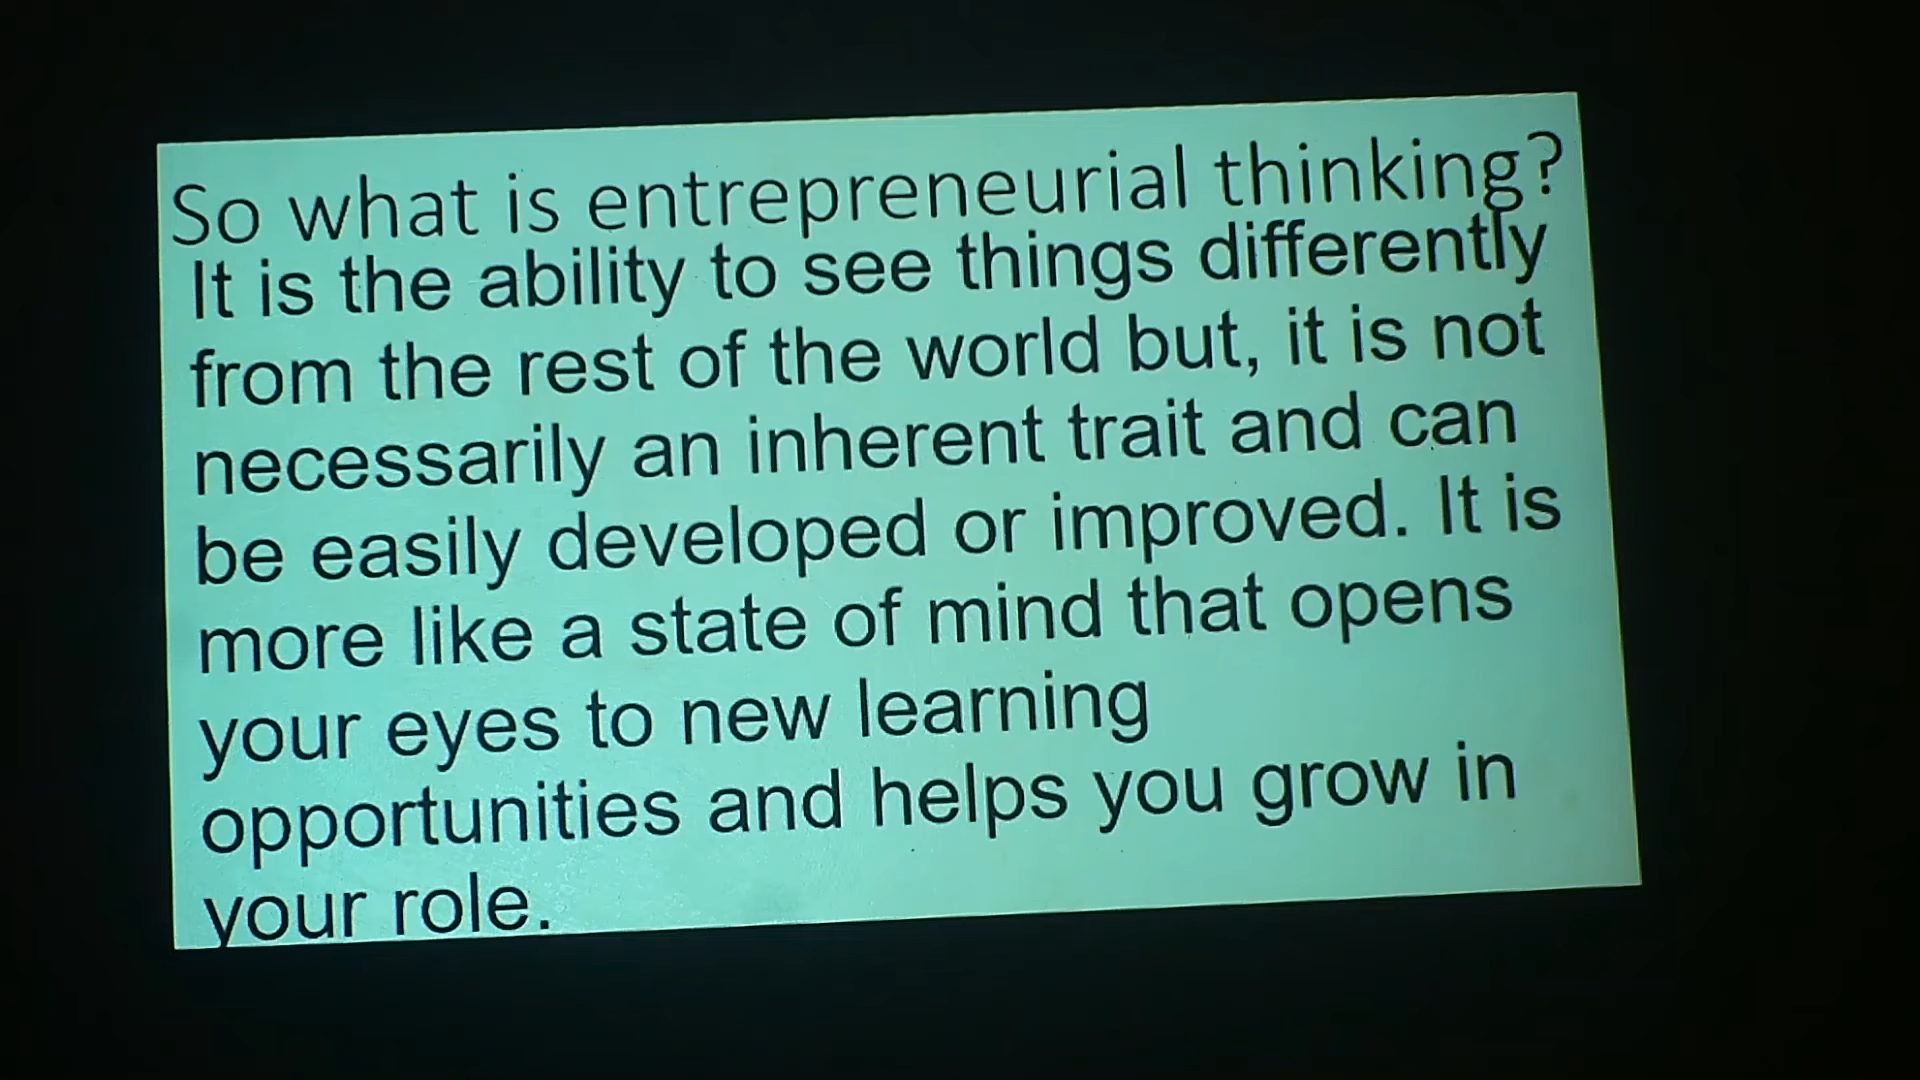 So what is entrepreneurial thinking?
It is the ability to see things differently
from the rest of the world but, it is not
necessarily an inherent trait and can
be easily developed or improved. It is
more like a state of mind that opens
your eyes to new learning
opportunities and helps you grow in
your role.